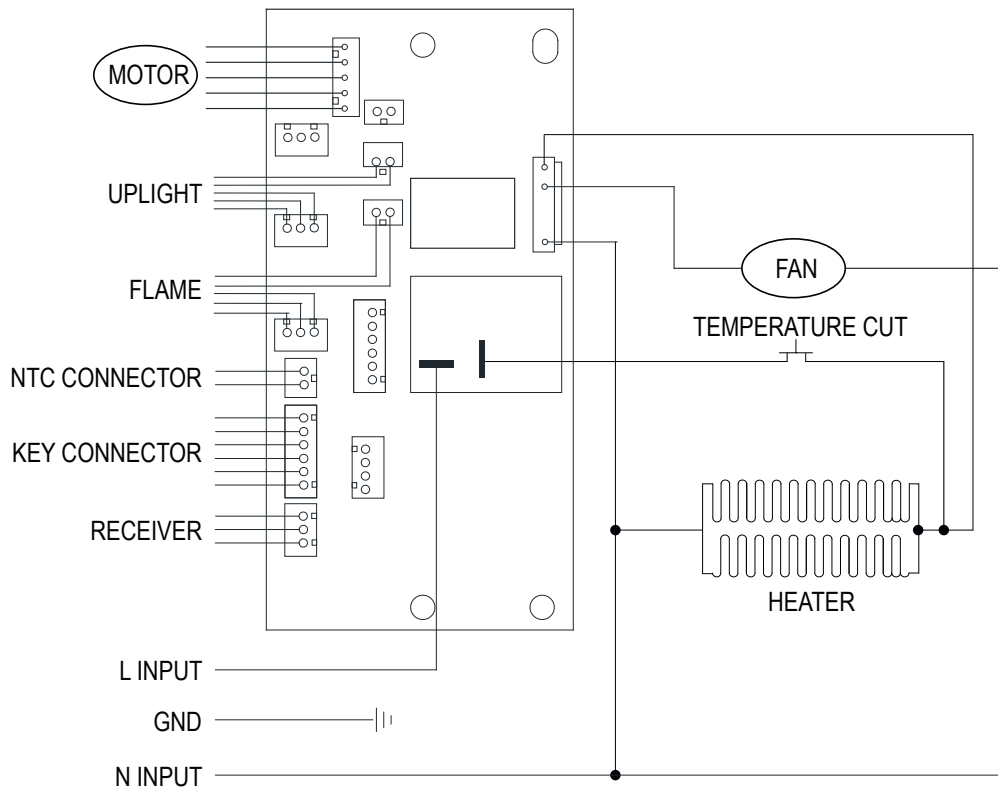 MOTOR
UPLIGHT
FAN
FLAME
TEMPERATURE CUT
NTC CONNECTOR
KEY CONNECTOR
RECEIVER
HEATER
L INPUT
GND
N INPUT